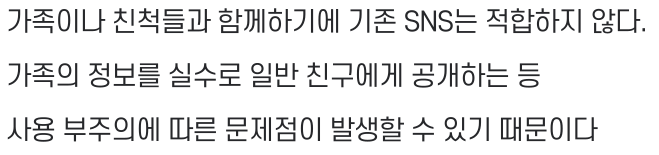 가족이나 친척들과 함께하기에 기존 SNS는 적합하지 않다.
가족의 정보를 실수로 일반 친구에게 공개하는 등
사용 부주의에 따른 문제점이 발생할 수 있기 때문이다